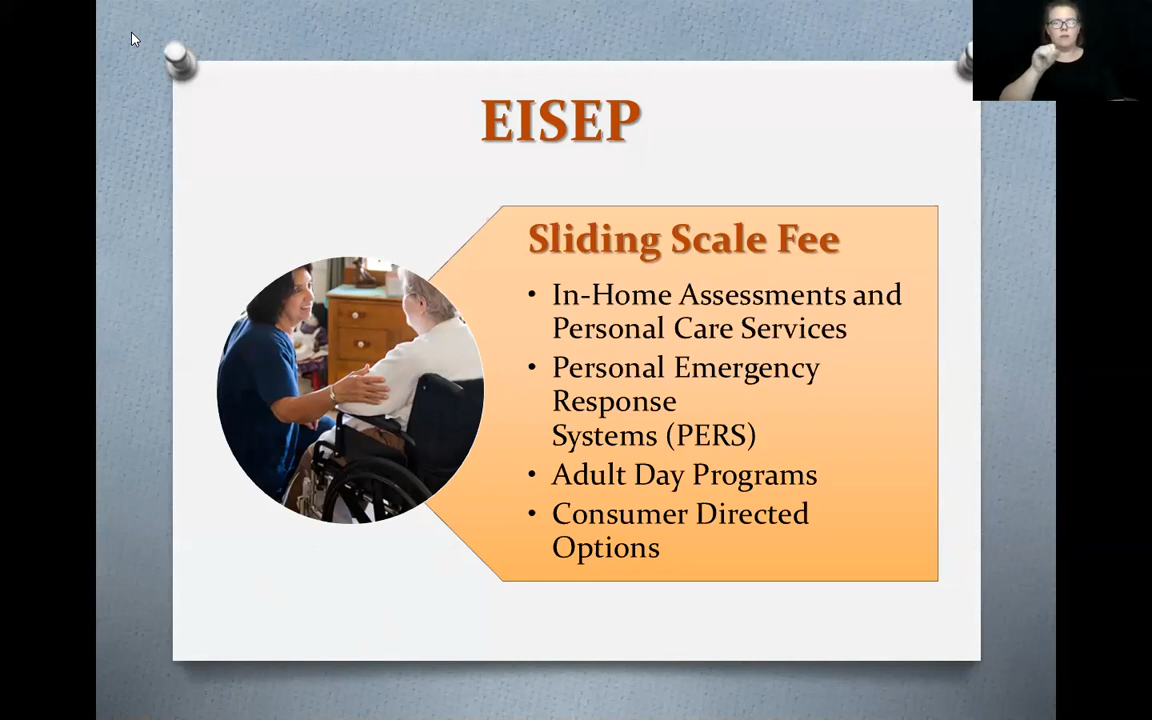 EISEP
Sliding Scale Fee
• In-Home Assessments and
Personal Care Services
• Personal Emergency
Response
Systems (PERS)
• Adult Day Programs
• Consumer Directed
Options